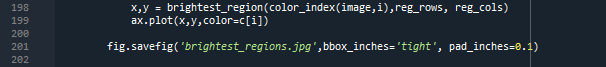 198 x,y = brightest_region(color_index(image,i),reg_rows, reg_cols)
199 ax.plot(x,y,color=c[i])
200
201 fig.savefig('brightest_regions.jpg',bbox_inches='tight', pad_inches=0.1)
202